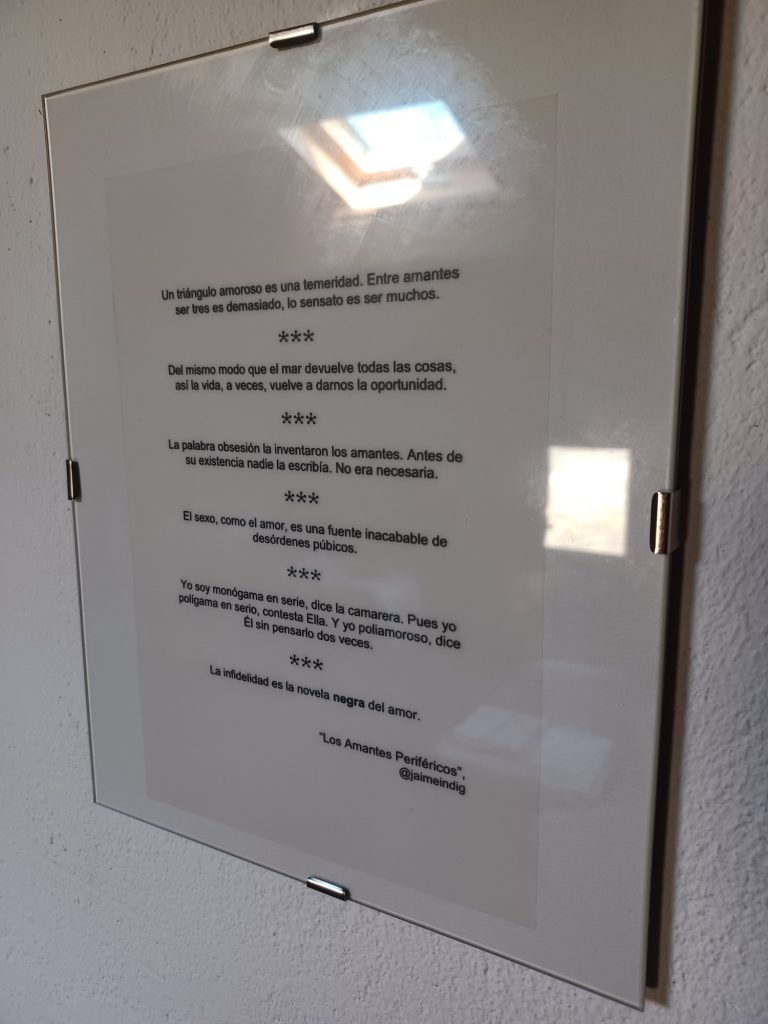 Un triángulo amoroso es una temeridad. Entre amantes
ser tres es demasiado, lo sensato es ser muchos.
***
Del mismo modo que el mar devuelve todas las cosas,
así la vida, a veces, vuelve a darnos la oportunidad.
***
La palabra obsesión la inventaron los amantes. Antes de
su existencia nadie la escribía. No era necesaria.
***
El sexo, como el amor, es una fuente inacabable de
desórdenes púbicos.
***
Yo soy monógama en serie, dice la camarera. Pues yo
polígama en serio, contesta Ella. Y yo poliamoroso, dice
Él sin pensarlo dos veces.
***
La infidelidad es la novela negra del amor.
"Los Amantes Periféricos",
@jaimeindig